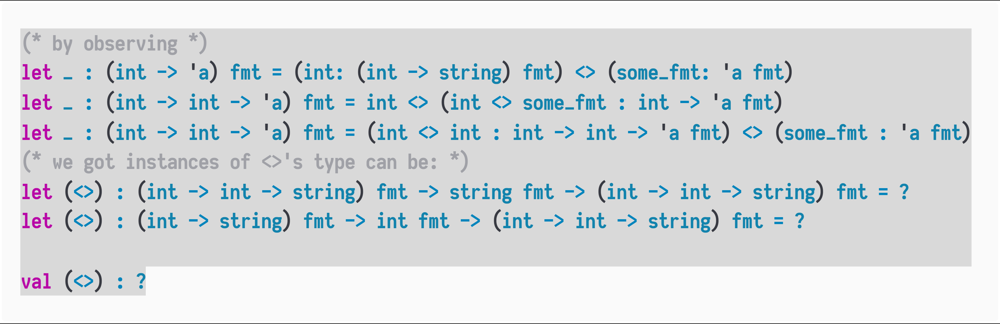 (* by observing *)
let _ : (int -> 'a) fmt = (int: (int -> string) fmt) <> (some_fmt: 'a fmt)
let _ : (int -> int -> 'a) fmt = int <> (int <> some_fmt : int -> 'a fmt)
let _ : (int -> int -> 'a) fmt = (int <> int : int -> int -> 'a fmt) <> (some_fmt : 'a fmt)
(* we got instances of <>'s type can be: *)
let (<>) : (int -> int -> string) fmt -> string fmt -> (int -> int -> string) fmt = ?
let (<>) : (int -> string) fmt -> int fmt -> (int -> int -> string) fmt = ?
val (<>) : ?